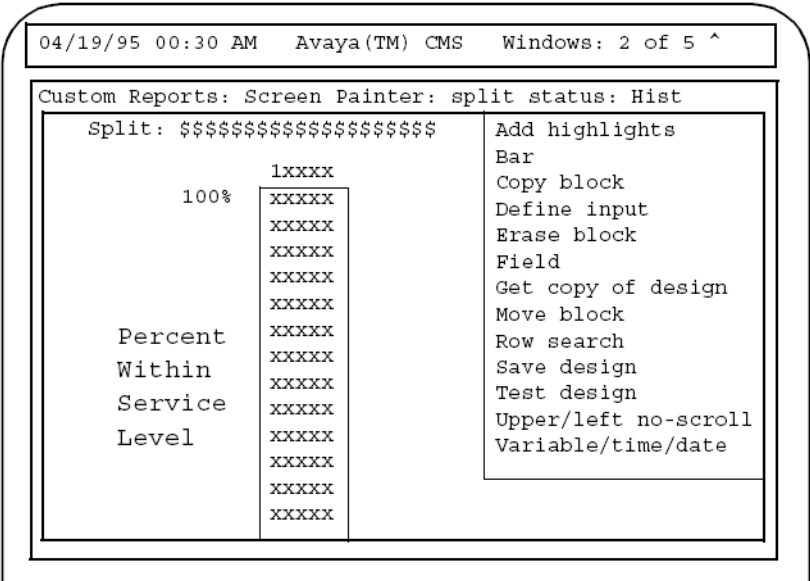 04/19/95 00:30 AM Avaya(TM) CMS Windows: 2 of 5 ^
Custom Reports: Screen Painter: split status: Hist
Split: $$$$$$$$$$$$$$$$$$$$
1xxxx
100% xxxxx
xxxxx
xxxxx
xxxxx
xxxxx
Percent xxxxx
Within xxxxx
xxxxx
Service xxxxx
Level xxxxx
xxxxx
xxxxx
xxxxx
Add highlights
Bar
Copy block
Define input
Erase block
Field
Get copy of design
Move block
Row search
Save design
Test design
Upper/left no-scroll
Variable/time/date